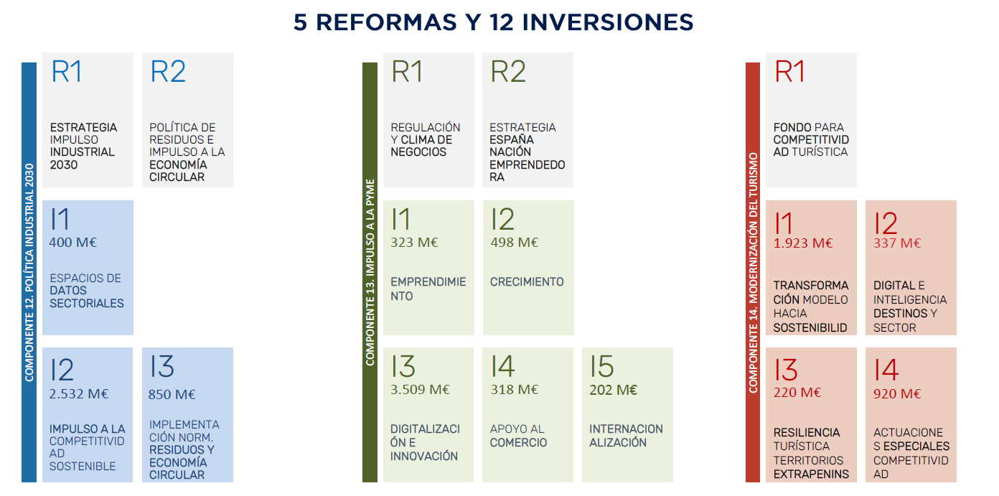 5 REFORMAS Y 12 INVERSIONES
COMPONENTE 12. POLÍTICA INDUSTRIAL 2030
R1
ESTRATEGIA
IMPULSO
INDUSTRIAL
2030
R2
POLÍTICA DE
RESIDUOS E
IMPULSO A LA
ECONOMÍA
CIRCULAR
I1
400 M€
ESPACIOS DE
DATOS
SECTORIALES
I2
2.532 M€
IMPULSO A LA
COMPETITIVID
AD
SOSTENIBLE
I3
850 M€
IMPLEMENTA
CIÓN NORM.
RESIDUOS Y
ECONOMÍA
CIRCULAR
COMPONENTE 13. IMPULSO A LA PYME
R1
REGULACIÓN
Y CLIMA DE
NEGOCIOS
R2
ESTRATEGIA
ESPAÑA
NACIÓN
EMPRENDEDO
RA
I1
323 M€
EMPRENDIMIE
NTO
I2
498 M€
CRECIMIENTO
I3
3.509 M€
DIGITALIZACI
ÓN E
INNOVACIÓN
I4
318 M€
APOYO AL
COMERCIO
I5
202 M€
INTERNACION
ALIZACIÓN
COMPONENTE 14. MODERNIZACIÓN DEL TURISMO
R1
FONDO PARA
COMPETITIVID
AD TURÍSTICA
I1
1.923 M€
TRANSFORMA
CIÓN MODELO
HACIA
SOSTENIBILID
I2
337 M€
DIGITAL E
INTELIGENCIA
DESTINOS Y
SECTOR
I3
220 M€
RESILIENCIA
TURÍSTICA
TERRITORIOS
EXTRAPENINS
I4
920 M€
ACTUACIONE
S ESPECIALES
COMPETITIVID
AD